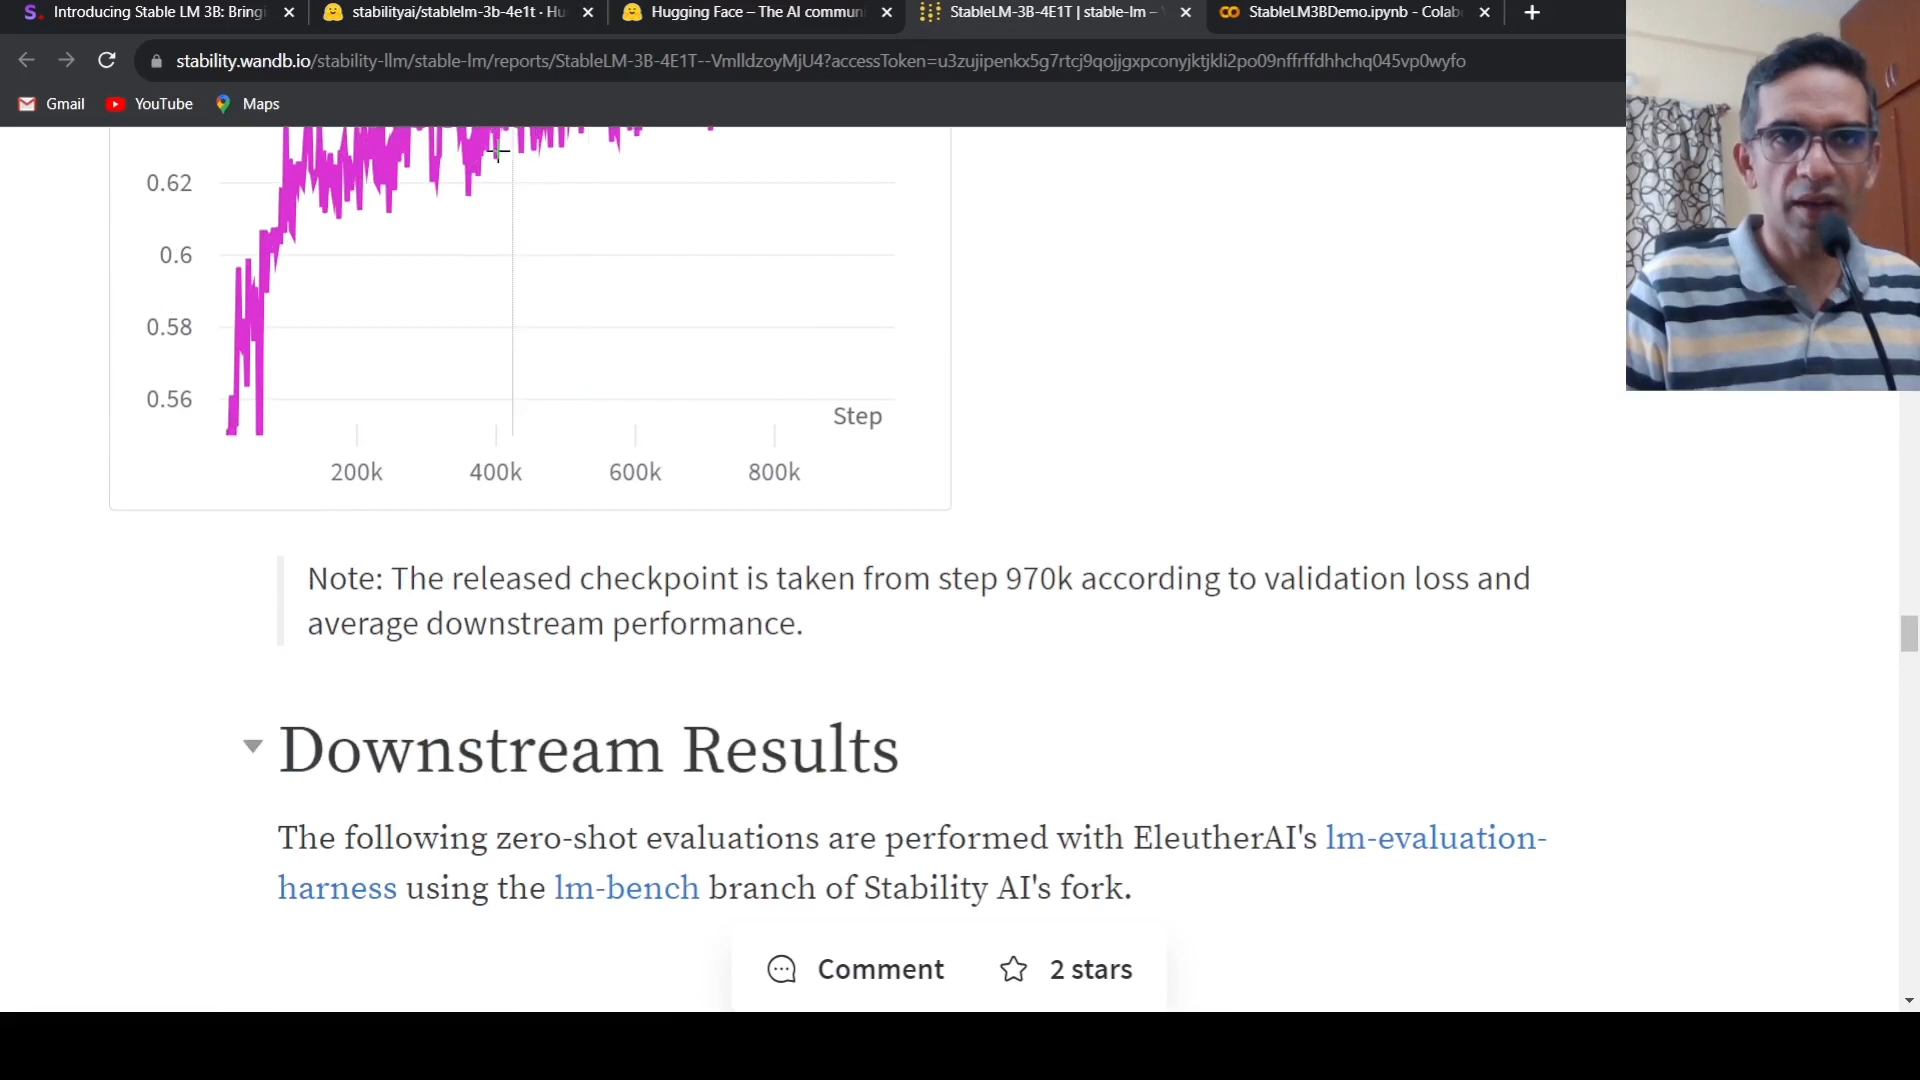 Introducing Stable LM 3B: Bringi
stabilityai/stablelm-3b-4e1t · Hu
Hugging Face – The AI commun
StableLM-3B-4E1T | stable-lm –
StableLM3BDemo.ipynb - Colab
stability.wandb.io/stability-llm/stable-lm/reports/StableLM-3B-4E1T--VmlldzoyMjU4?accessToken=u3zujipenkx5g7rtcj9qojjgxpconyjktjkli2po09nffrffdhhchq045vp0wyfo
Gmail
YouTube
Maps
0.62
0.6
0.58
0.56
Step
200k
400k
600k
800k
Note: The released checkpoint is taken from step 970k according to validation loss and
average downstream performance.
Downstream Results
The following zero-shot evaluations are performed with EleutherAI's lm-evaluation-
harness using the lm-bench branch of Stability AI's fork.
Comment
2 stars